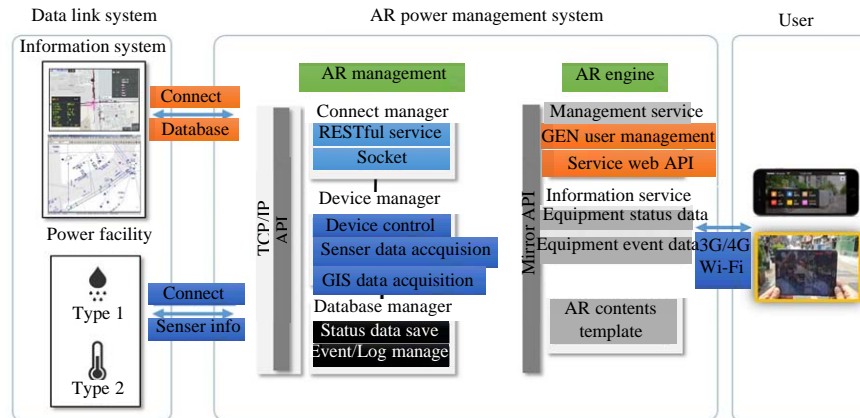 Data link system
AR power management system
User
Information system
Connect
Database
Power facility
Type 1
Type 2
Connect
Senser info
TCP/IP
API
AR management
Connect manager
RESTful service
Socket
Device manager
Device control
Senser data accquision
GIS data acquisition
Database manager
Status data save
Event/Log manage
Mirror API
AR engine
Management service
GEN user management
Service web API
Information service
Equipment status data
Equipment event data
AR contents
template
3G/4G
Wi-Fi